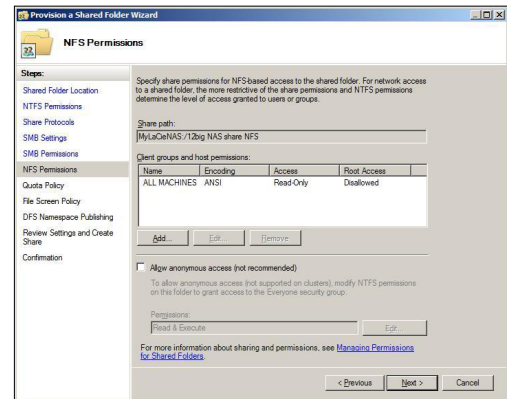 Provision a Shared Folder Wizard
NFS Permissions
Steps:
Shared Folder Location
NTFS Permissions
Share Protocols
SMB Settings
SMB Permissions
NFS Permissions
Quota Policy
File Screen Policy
DFS Namespace Publishing
Review Settings and Create
Share
Confirmation
Specify share permissions for NFS-based access to the shared folder. For network access
to a shared folder, the more restrictive of the share permissions and NTFS permissions
determine the level of access granted to users or groups.
Share path:
MyLaCieNAS:/12big NAS share NFS
Client groups and host permissions:
Name Encoding Access Root Access
ALL MACHINES ANSI Read-Only Disallowed
Add... Edit... Remove
Allow anonymous access (not recommended)
To allow anonymous access (not supported on clusters), modify NTFS permissions
on this folder to grant access to the Everyone security group.
Permissions:
Read & Execute Edit...
For more information about sharing and permissions, see Managing Permissions
for Shared Folders.
< Previous Next > Cancel